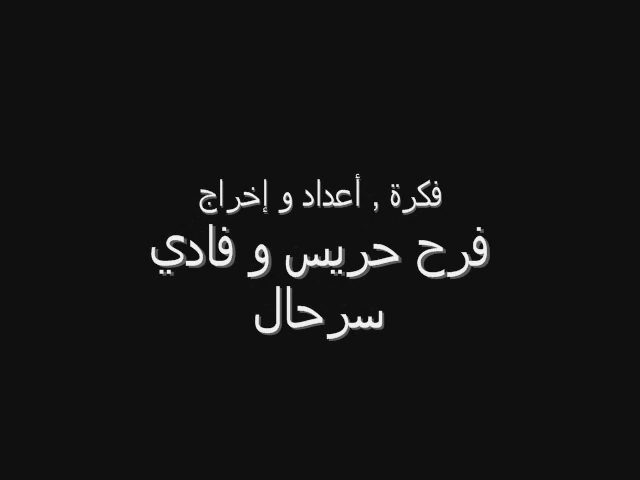 فكرة , أعداد و إخراج
فرح حريس و فادي
سرحال